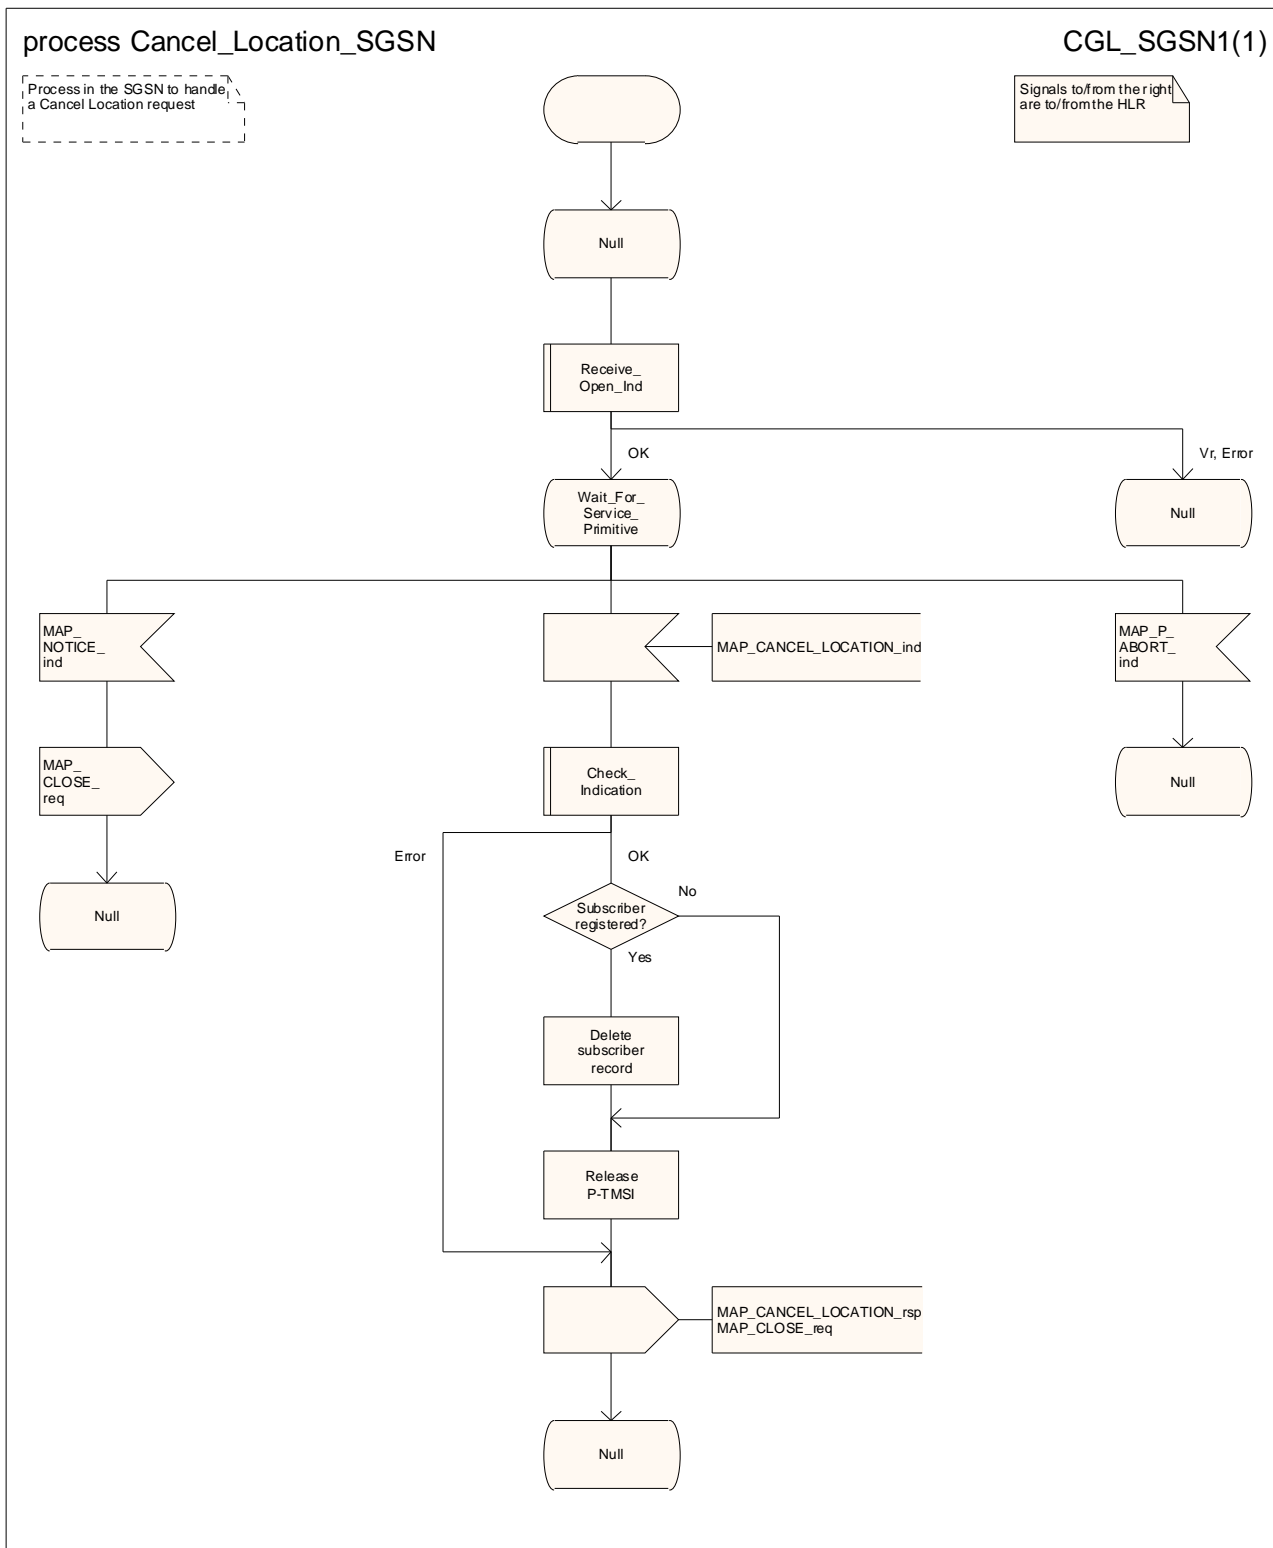 process Cancel_Location_SGSN
CGL_SGSN1(1)
Process in the SGSN to handle
a Cancel Location request
Signals to/from the right
are to/from the HLR
Null
Receive_
Open_Ind
OK
Vr, Error
Wait_For_
Service_
Primitive
Null
MAP_
NOTICE_
ind
MAP_CANCEL_LOCATION_ind
MAP_P_
ABORT_
ind
MAP_
CLOSE_
req
Check_
Indication
Null
Error
OK
Null
Subscriber
registered?
No
Yes
Delete
subscriber
record
Release
P-TMSI
MAP_CANCEL_LOCATION_rsp
MAP_CLOSE_req
Null